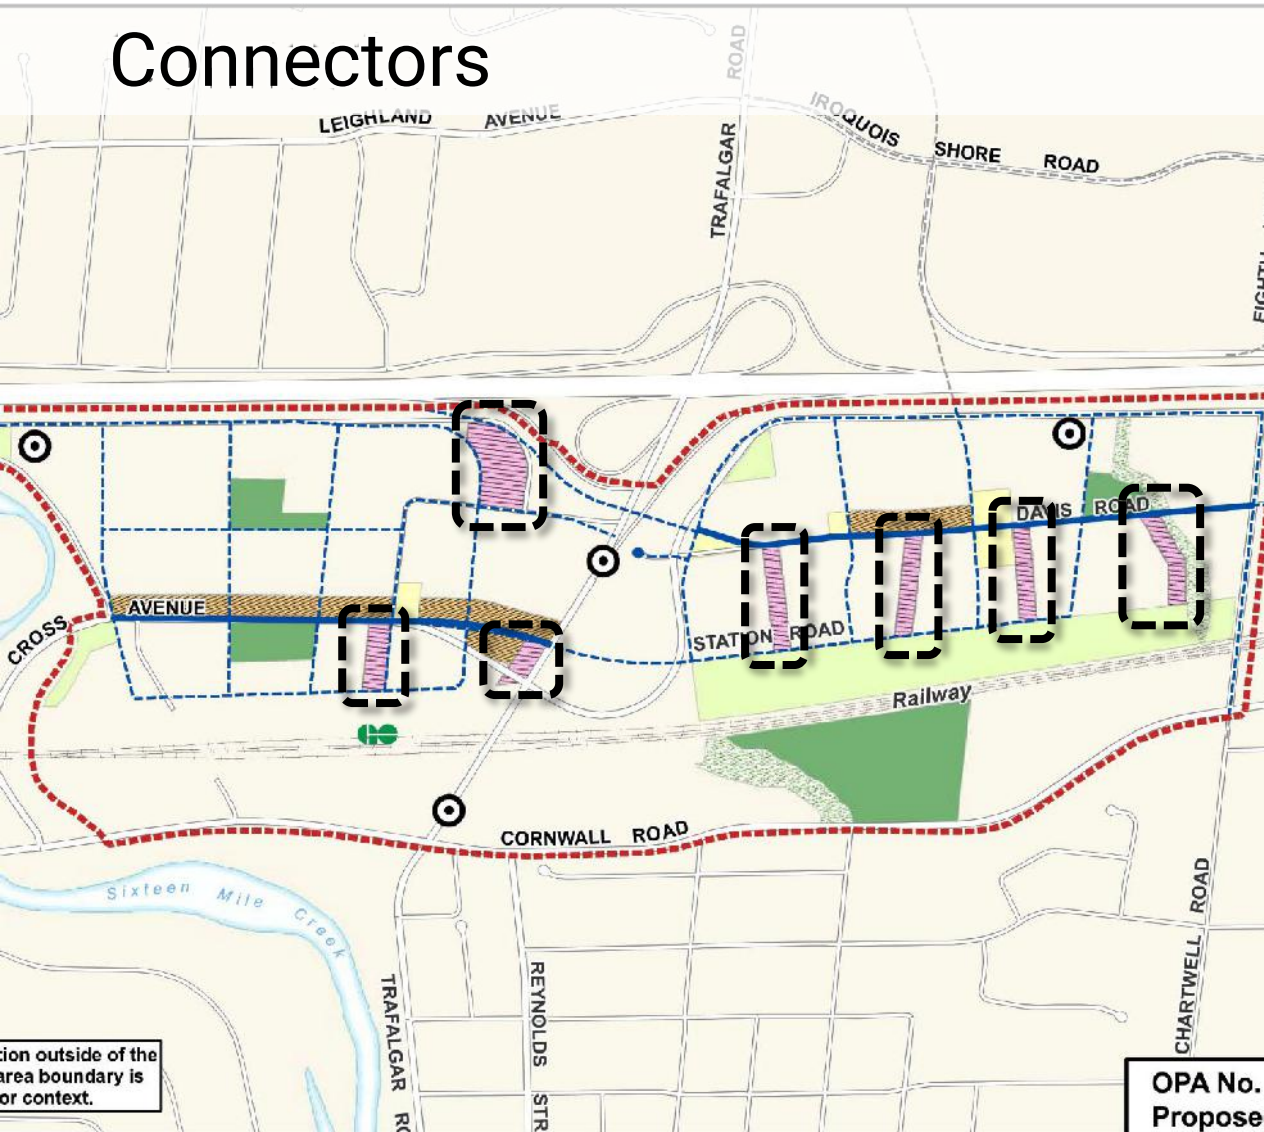 Connectors
ROAD
LEIGHLAND AVENUE
IROQUOIS SHORE ROAD
TRAFALGAR
DAVIS ROAD
AVENUE
CROSS
STATION ROAD
Railway
GO
CORNWALL ROAD
Sixteen Mile Creek
ROAD
CHARTWELL
TRAFALGAR
REYNOLDS
STR
tion outside of the
area boundary is
or context.
OPA No.
Propose